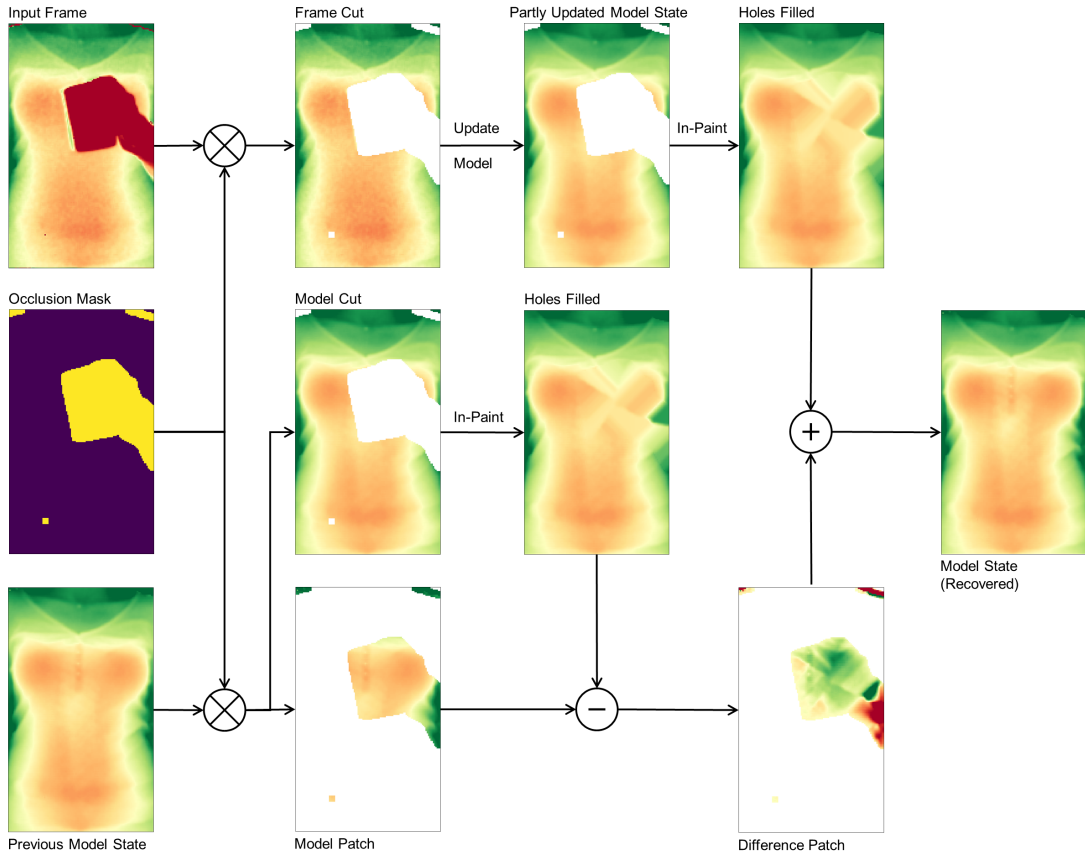 Input Frame
Frame Cut
Partly Updated Model State
Holes Filled
Update
Model
In-Paint
Occlusion Mask
Model Cut
Holes Filled
In-Paint
Model State
(Recovered)
Previous Model State
Model Patch
Difference Patch